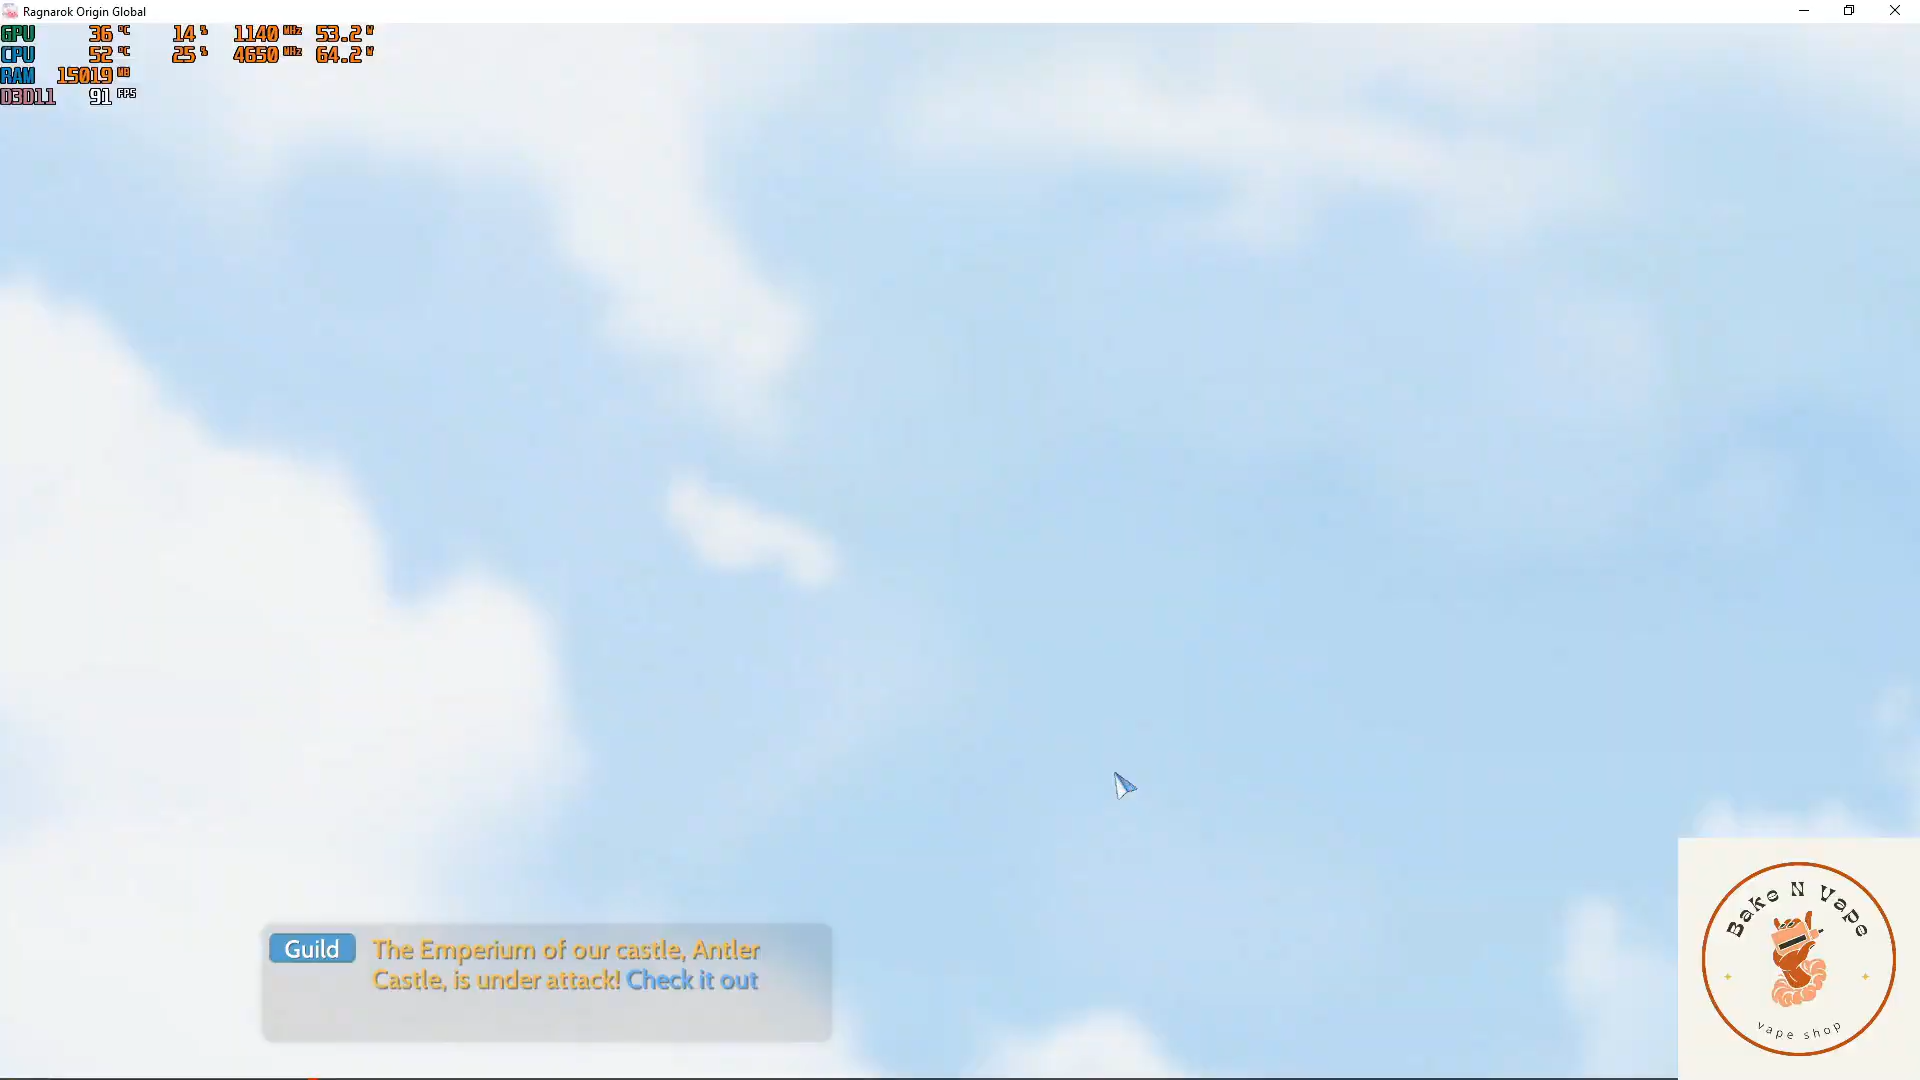 Ragnarok Origin Global
GPU 36 °C 14 % 1140 MHz 53.2 W
CPU 52 °C 25 % 4650 MHz 64.2 W
RAM 15019 MB
D3D11 91 FPS
Guild The Emperium of our castle, Antler
Castle, is under attack! Check it out
Bake N Vape
vape shop